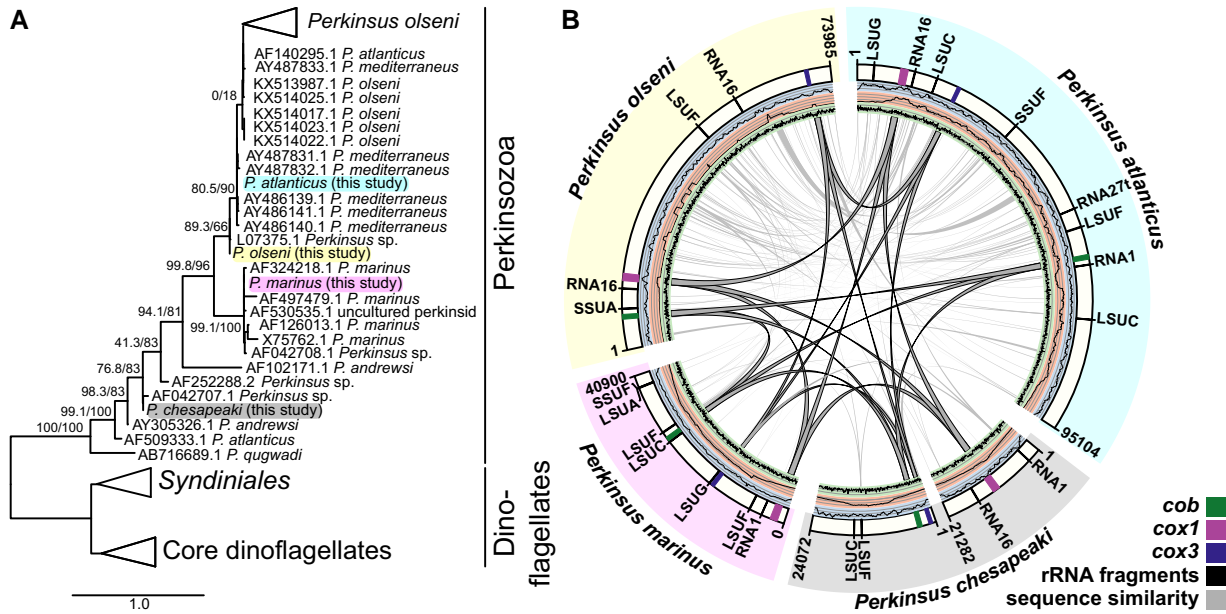 A
Perkinsus olseni
AF140295.1 P. atlanticus
AY487833.1 P. mediterraneus
KX513987.1 P. olseni
KX514025.1 P. olseni
0/18
KX514017.1 P. olseni
KX514023.1 P. olseni
KX514022.1 P. olseni
AY487831.1 P. mediterraneus
AY487832.1 P. mediterraneus
80.5/90
P. atlanticus (this study)
AY486139.1 P. mediterraneus
AY486141.1 P. mediterraneus
89.3/66
AY486140.1 P. mediterraneus
L07375.1 Perkinsus sp.
P. olseni (this study)
99.8/96
AF324218.1 P. marinus
P. marinus (this study)
AF497479.1 P. marinus
94.1/81
AF530535.1 uncultured perkinsid
99.1/100
AF126013.1 P. marinus
X75762.1 P. marinus
41.3/83
AF042708.1 Perkinsus sp.
AF102171.1 P. andrewsi
76.8/83
AF252288.2 Perkinsus sp.
98.3/83
AF042707.1 Perkinsus sp.
99.1/100
P. chesapeaki (this study)
100/100
AY305326.1 P. andrewsi
AF509333.1 P. atlanticus
AB716689.1 P. qugwadi
Syndiniales
Core dinoflagellates
1.0
Perkinsozoa
Dino-
flagellates
B
Perkinsus olseni
73985
RNA16
LSUF
RNA16
SSUA
1
Perkinsus atlanticus
1
LSUG
RNA16
LSUC
SSUF
RNA27t
LSUF
RNA1
LSUC
95104
Perkinsus chesapeaki
1
RNA1
RNA16
21282
1
LSUF
LSUC
24072
Perkinsus marinus
0
RNA1
LSUF
LSUG
LSUC
LSUF
LSUA
SSUF
40900
cob
cox1
cox3
rRNA fragments
sequence similarity